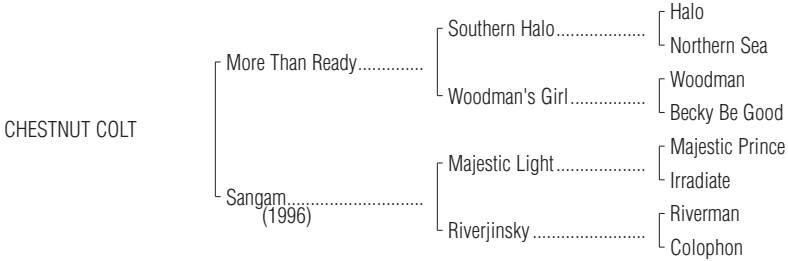 Halo
Southern Halo....................
Northern Sea
More Than Ready..............
Woodman
Woodman's Girl.................
Becky Be Good
CHESTNUT COLT
Majestic Prince
Majestic Light....................
Irradiate
Sangam.............................
(1996)
Riverman
Riverjinsky.........................
Colophon